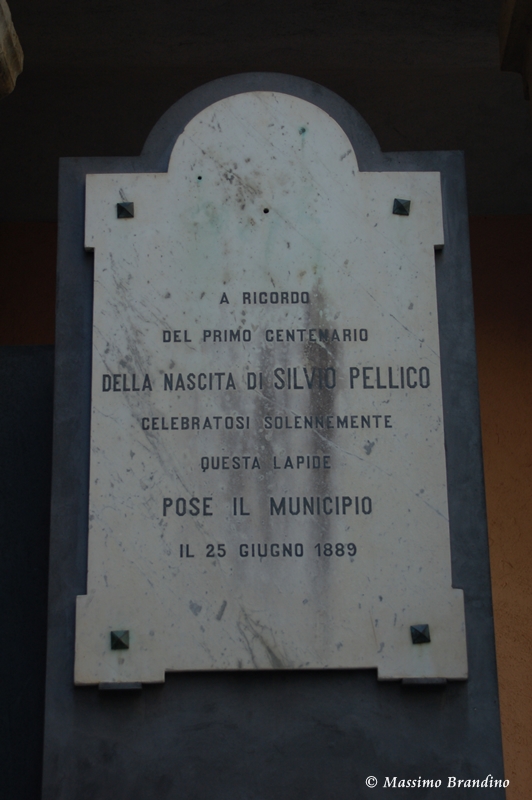 A RICORDO
DEL PRIMO CENTENARIO
DELLA NASCITA DI SILVIO PELLICO
CELEBRATOSI SOLENNEMENTE
QUESTA LAPIDE
POSE IL MUNICIPIO
IL 25 GIUGNO 1889
© Massimo Brandino